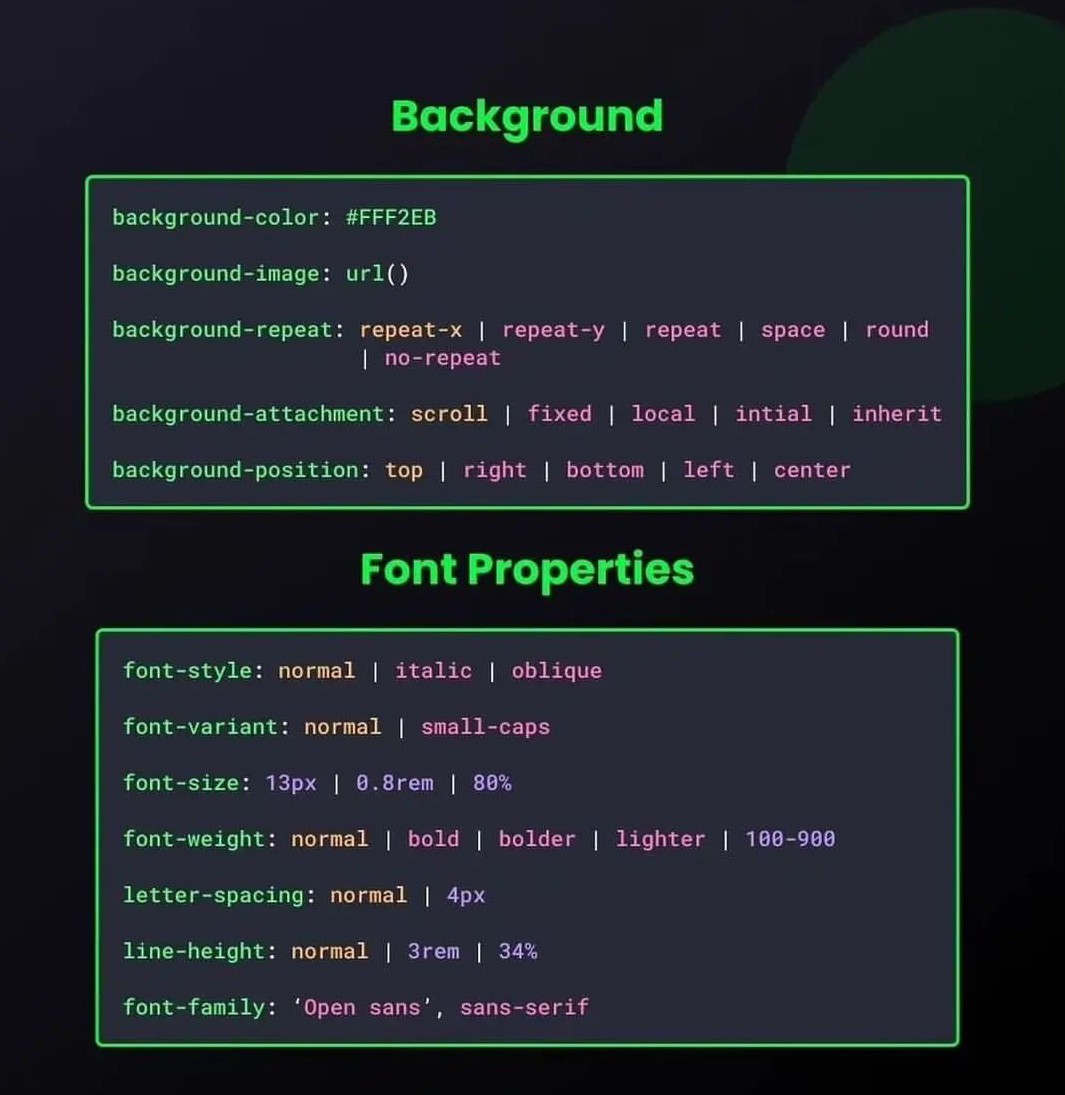 Background
background-color: #FFF2EB
background-image: url()
background-repeat: repeat-x | repeat-y | repeat | space | round
| no-repeat
background-attachment: scroll | fixed | local | intial | inherit
background-position: top | right | bottom | left | center
Font Properties
font-style: normal | italic | oblique
font-variant: normal | small-caps
font-size: 13px | 0.8rem | 80%
font-weight: normal | bold | bolder | lighter | 100-900
letter-spacing: normal | 4px
line-height: normal | 3rem | 34%
font-family: ‘Open sans’, sans-serif